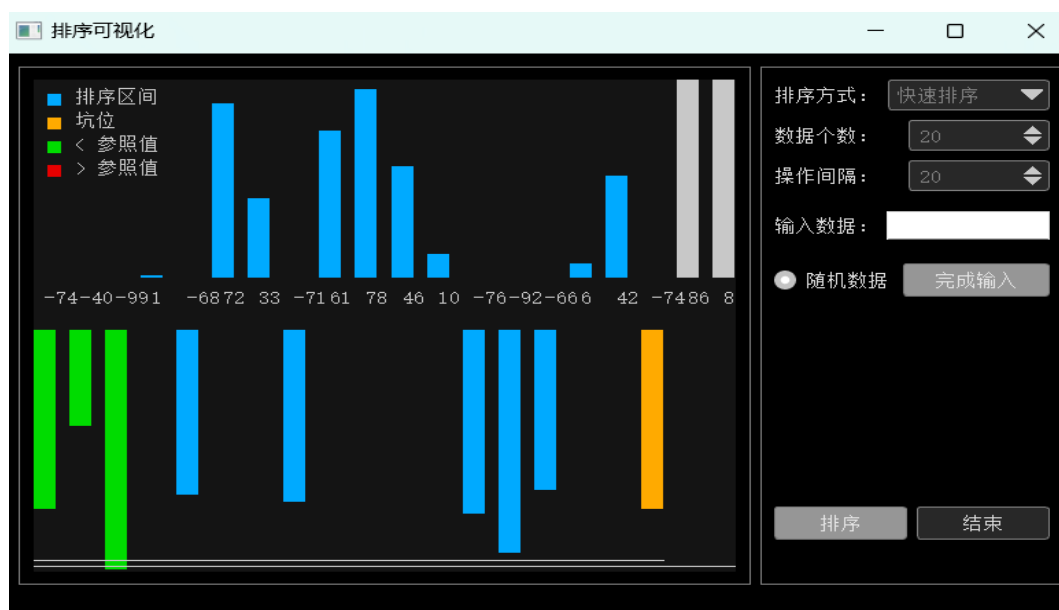 排序可视化
排序区间
坑位
< 参照值
> 参照值
-74-40-991 -6872 33 -7161 78 46 10 -76-92-666 42 -7486 8
排序方式： 快速排序
数据个数： 20
操作间隔： 20
输入数据：
随机数据 完成输入
排序 结束